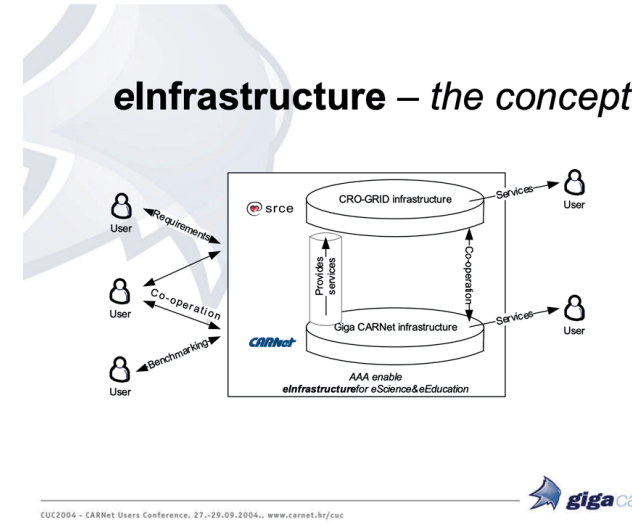 eInfrastructure – the concept
srce
CRO-GRID infrastructure
Services
User
User
Requirements
Provides
services
Co-operation
User
Co-operation
Giga CARNet infrastructure
Services
User
CARNet
Benchmarking
User
AAA enable
eInfrastructurefor eScience&eEducation
CUC2004 - CARNet Users Conference, 27.-29.09.2004., www.carnet.hr/cuc
giga ca